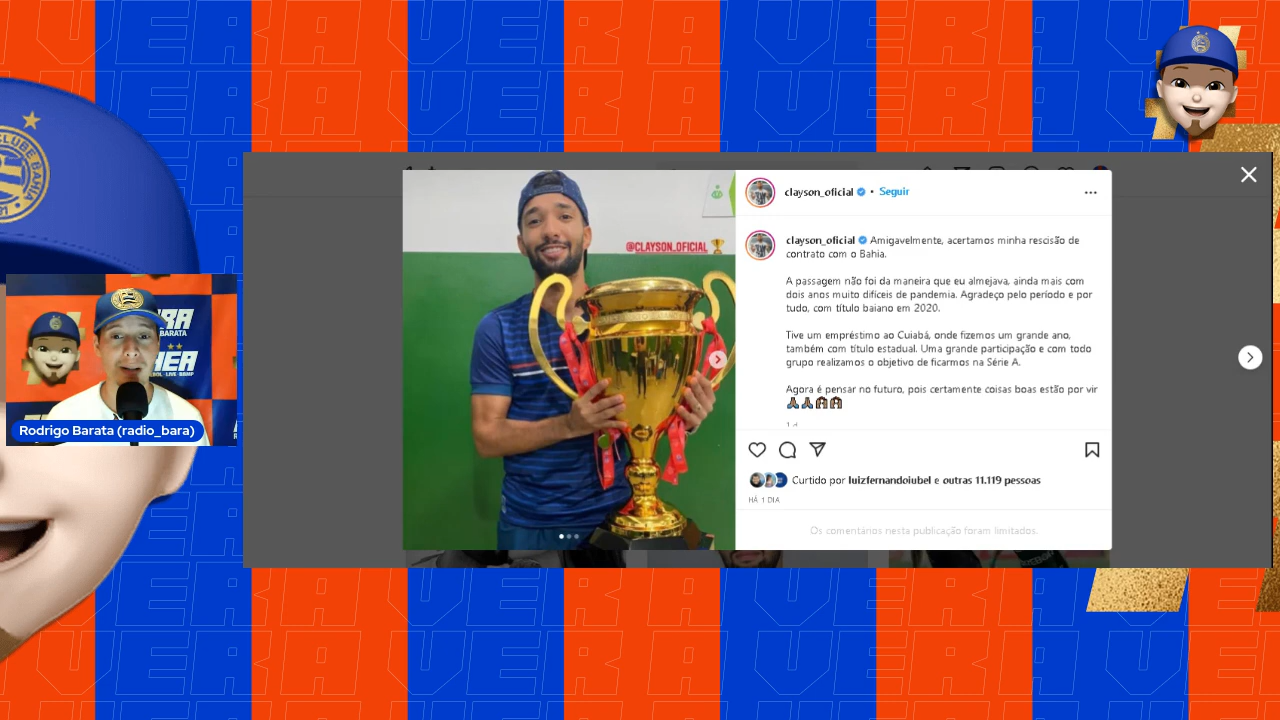 clayson_oficial • Seguir
clayson_oficial Amigavelmente, acertamos minha rescisão de
contrato com o Bahia.
A passagem não foi da maneira que eu almejava, ainda mais com
dois anos muito difíceis de pandemia. Agradeço pelo período e por
tudo, com título baiano em 2020.
Tive um empréstimo ao Cuiabá, onde fizemos um grande ano,
também com título estadual. Uma grande participação e com todo
grupo realizamos o objetivo de ficarmos na Série A.
Agora é pensar no futuro, pois certamente coisas boas estão por vir
🙏🏽🙏🏽
1 d
Curtido por luizfernandoiubel e outras 11.119 pessoas
HÁ 1 DIA
Os comentários nesta publicação foram limitados.
@CLAYSON_OFICIAL
BARATA
Rodrigo Barata (radio_bara)
CLUBE BAHIA